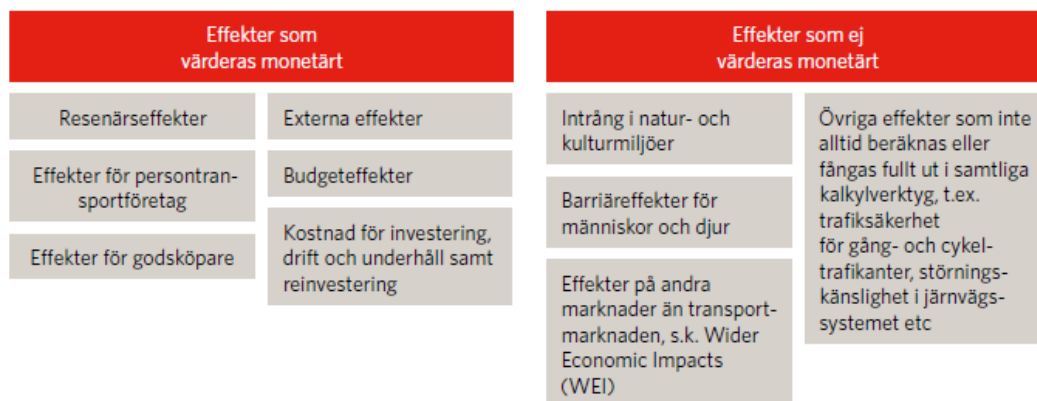 Effekter som
värderas monetärt
Resenärseffekter
Effekter för persontran-
sportföretag
Effekter för godsköpare
Externa effekter
Budgeteffekter
Kostnad för investering,
drift och underhåll samt
reinvestering
Effekter som ej
värderas monetärt
Intrång i natur- och
kulturmiljöer
Barriäreffekter för
människor och djur
Effekter på andra
marknader än transport-
marknaden, s.k. Wider
Economic Impacts
(WEI)
Övriga effekter som inte
alltid beräknas eller
fångas fullt ut i samtliga
kalkylverktyg, t.ex.
trafiksäkerhet
för gång- och cykel-
trafikanter, störnings-
känslighet i järnvägs-
systemet etc